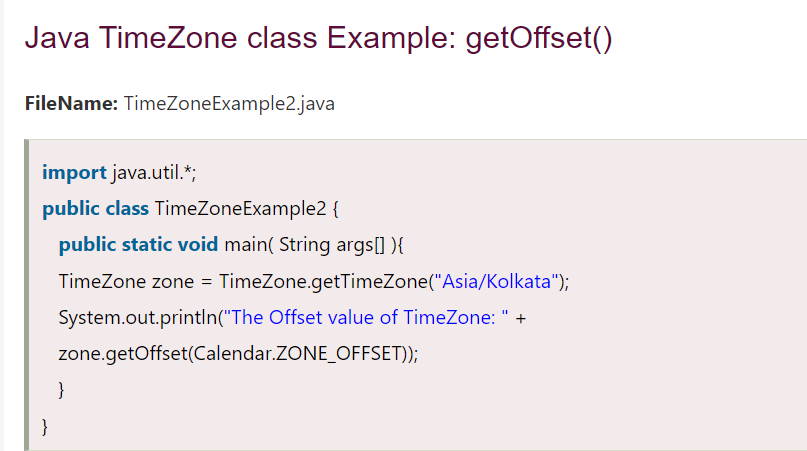 Java TimeZone class Example: getOffset()
FileName: TimeZoneExample2.java
import java.util.*;
public class TimeZoneExample2 {
public static void main( String args[] ){
TimeZone zone = TimeZone.getTimeZone("Asia/Kolkata");
System.out.println("The Offset value of TimeZone: " +
zone.getOffset(Calendar.ZONE_OFFSET));
}
}